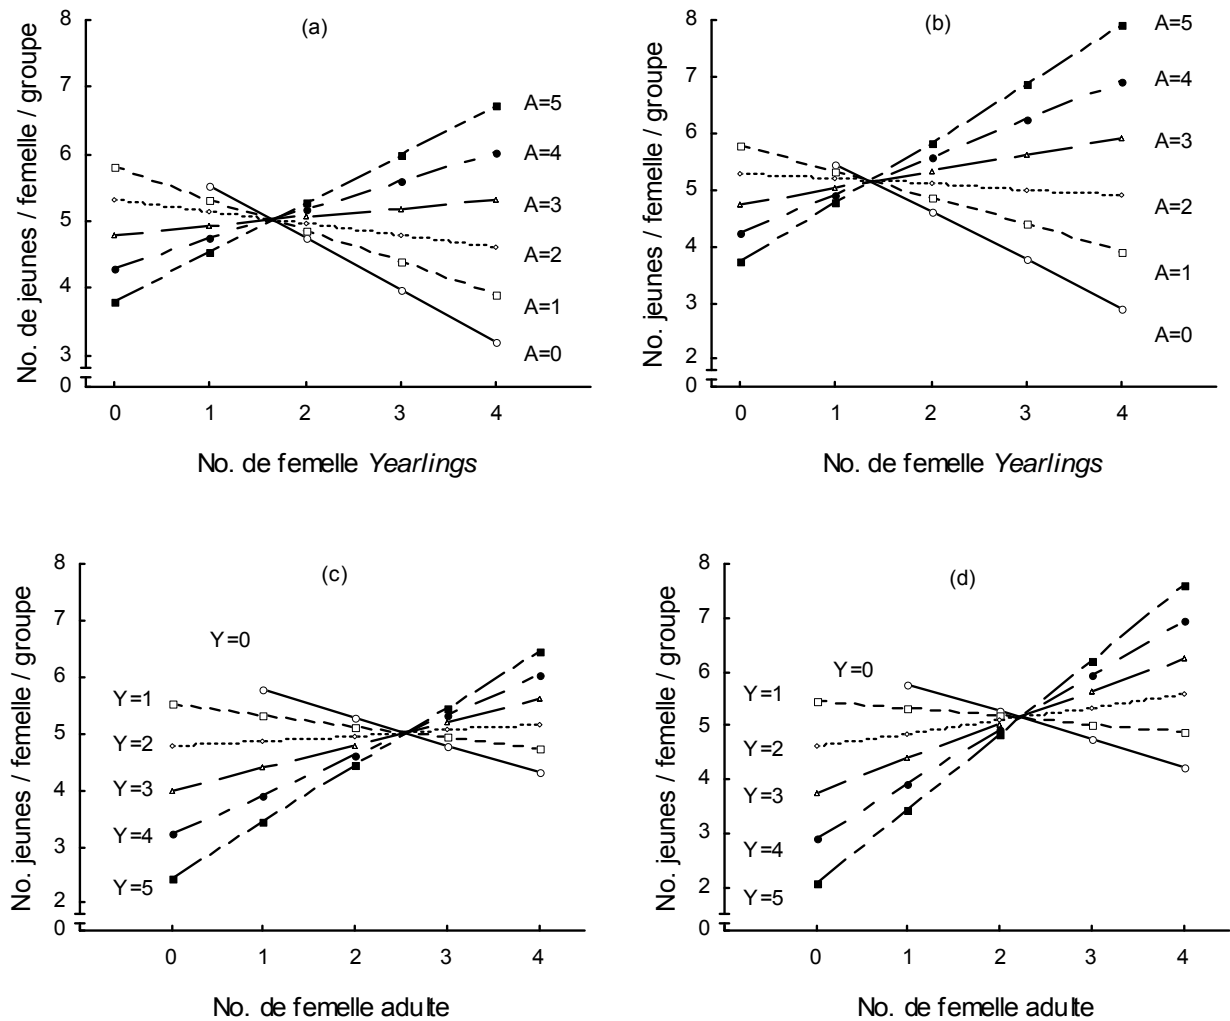 (a)
No. de jeunes / femelle / groupe
8
7
6
5
4
3
0
A=5
A=4
A=3
A=2
A=1
A=0
0 1 2 3 4
No. de femelle Yearlings
(b)
No. jeunes / femelle / groupe
8
7
6
5
4
3
2
0
A=5
A=4
A=3
A=2
A=1
A=0
0 1 2 3 4
No. de femelle Yearlings
(c)
No. jeunes / femelle / groupe
8
7
6
5
4
3
2
0
Y=0
Y=1
Y=2
Y=3
Y=4
Y=5
0 1 2 3 4
No. de femelle adulte
(d)
No. jeunes / femelle / groupe
8
7
6
5
4
3
2
0
Y=0
Y=1
Y=2
Y=3
Y=4
Y=5
0 1 2 3 4
No. de femelle adulte